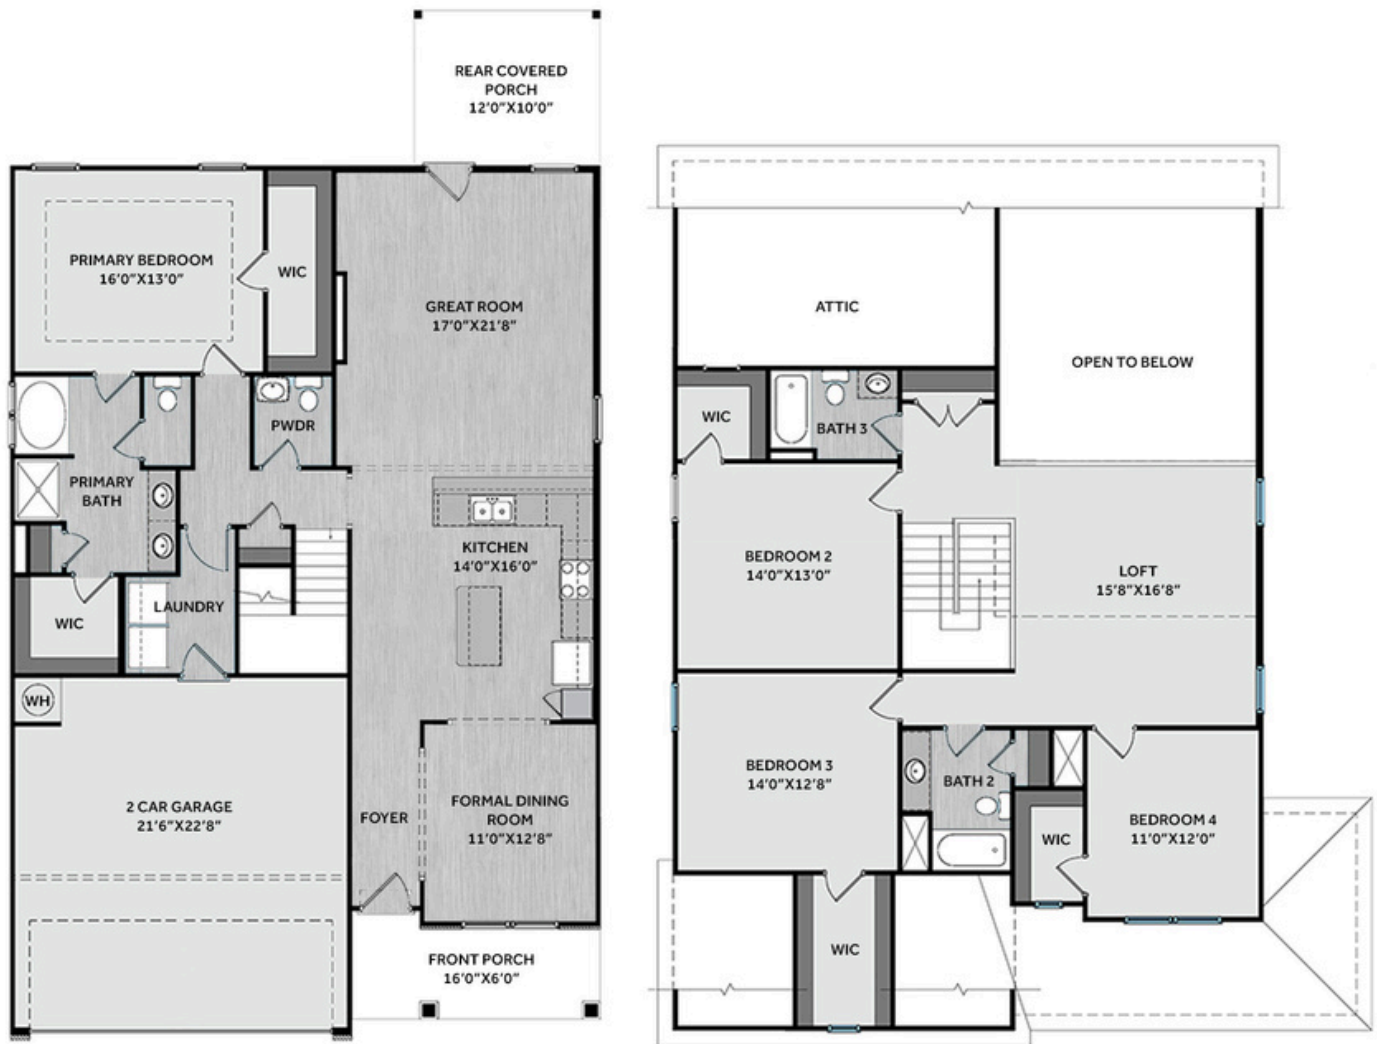 REAR COVERED
PORCH
12'0"X10'0"
PRIMARY BEDROOM
16'0"X13'0"
WIC
GREAT ROOM
17'0"X21'8"
PWDR
PRIMARY
BATH
KITCHEN
14'0"X16'0"
LAUNDRY
WIC
WH
2 CAR GARAGE
21'6"X22'8"
FOYER
FORMAL DINING
ROOM
11'0"X12'8"
FRONT PORCH
16'0"X6'0"
ATTIC
OPEN TO BELOW
WIC
BATH 3
BEDROOM 2
14'0"X13'0"
LOFT
15'8"X16'8"
BEDROOM 3
14'0"X12'8"
BATH 2
BEDROOM 4
11'0"X12'0"
WIC
WIC